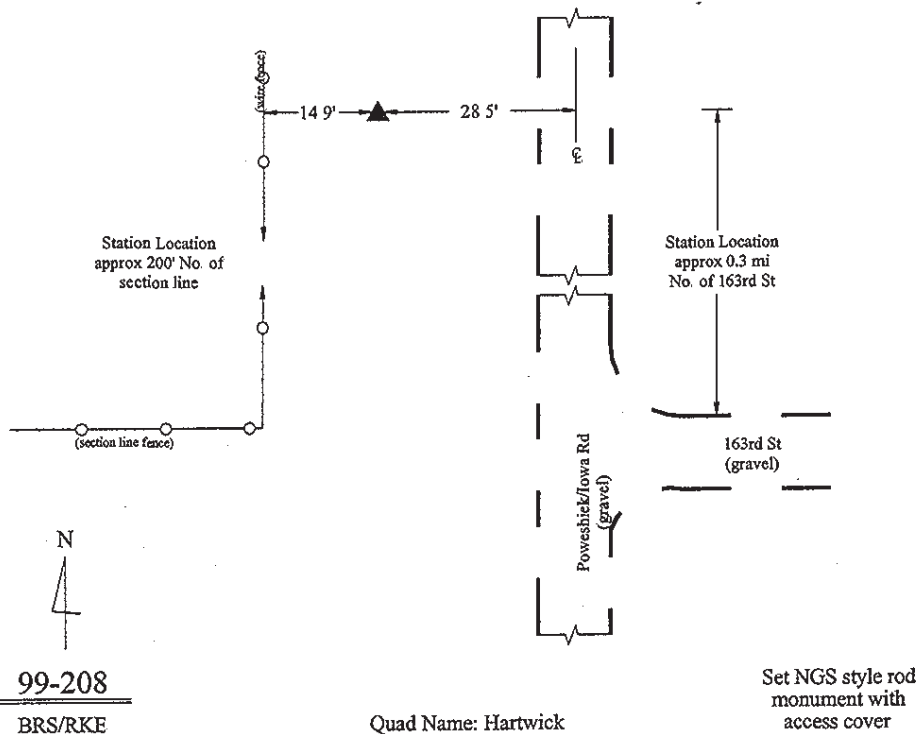 (wire fence)
14 9'
28 5'
℄
Station Location
approx 200' No. of
section line
Station Location
approx 0.3 mi
No. of 163rd St
(section line fence)
Poweshiek/Iowa Rd
(gravel)
163rd St
(gravel)
N
99-208
BRS/RKE
Quad Name: Hartwick
Set NGS style rod
monument with
access cover